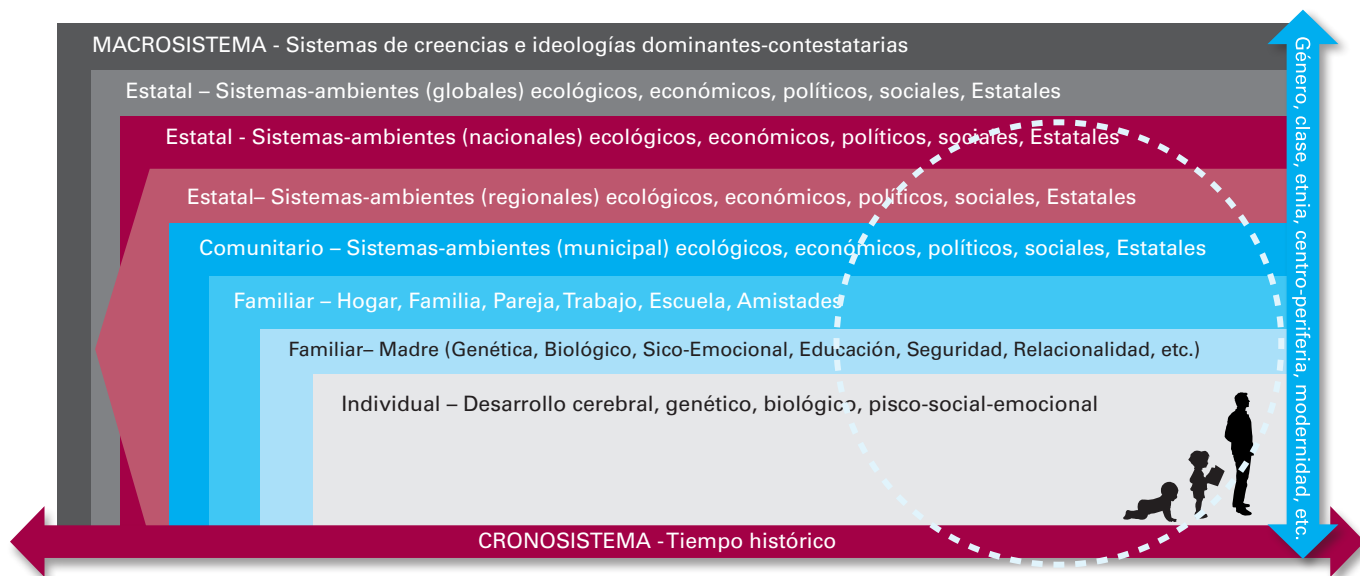 MACROSISTEMA - Sistemas de creencias e ideologías dominantes-contestatarias
Estatal – Sistemas-ambientes (globales) ecológicos, económicos, políticos, sociales, Estatales
Estatal - Sistemas-ambientes (nacionales) ecológicos, económicos, políticos, sociales, Estatales
Estatal– Sistemas-ambientes (regionales) ecológicos, económicos, políticos, sociales, Estatales
Comunitario – Sistemas-ambientes (municipal) ecológicos, económicos, políticos, sociales, Estatales
Familiar – Hogar, Familia, Pareja, Trabajo, Escuela, Amistades
Familiar– Madre (Genética, Biológico, Sico-Emocional, Educación, Seguridad, Relacionalidad, etc.)
Individual – Desarrollo cerebral, genético, biológico, pisco-social-emocional
CRONOSISTEMA - Tiempo histórico
Género, clase, etnia, centro-periferia, modernidad, etc.